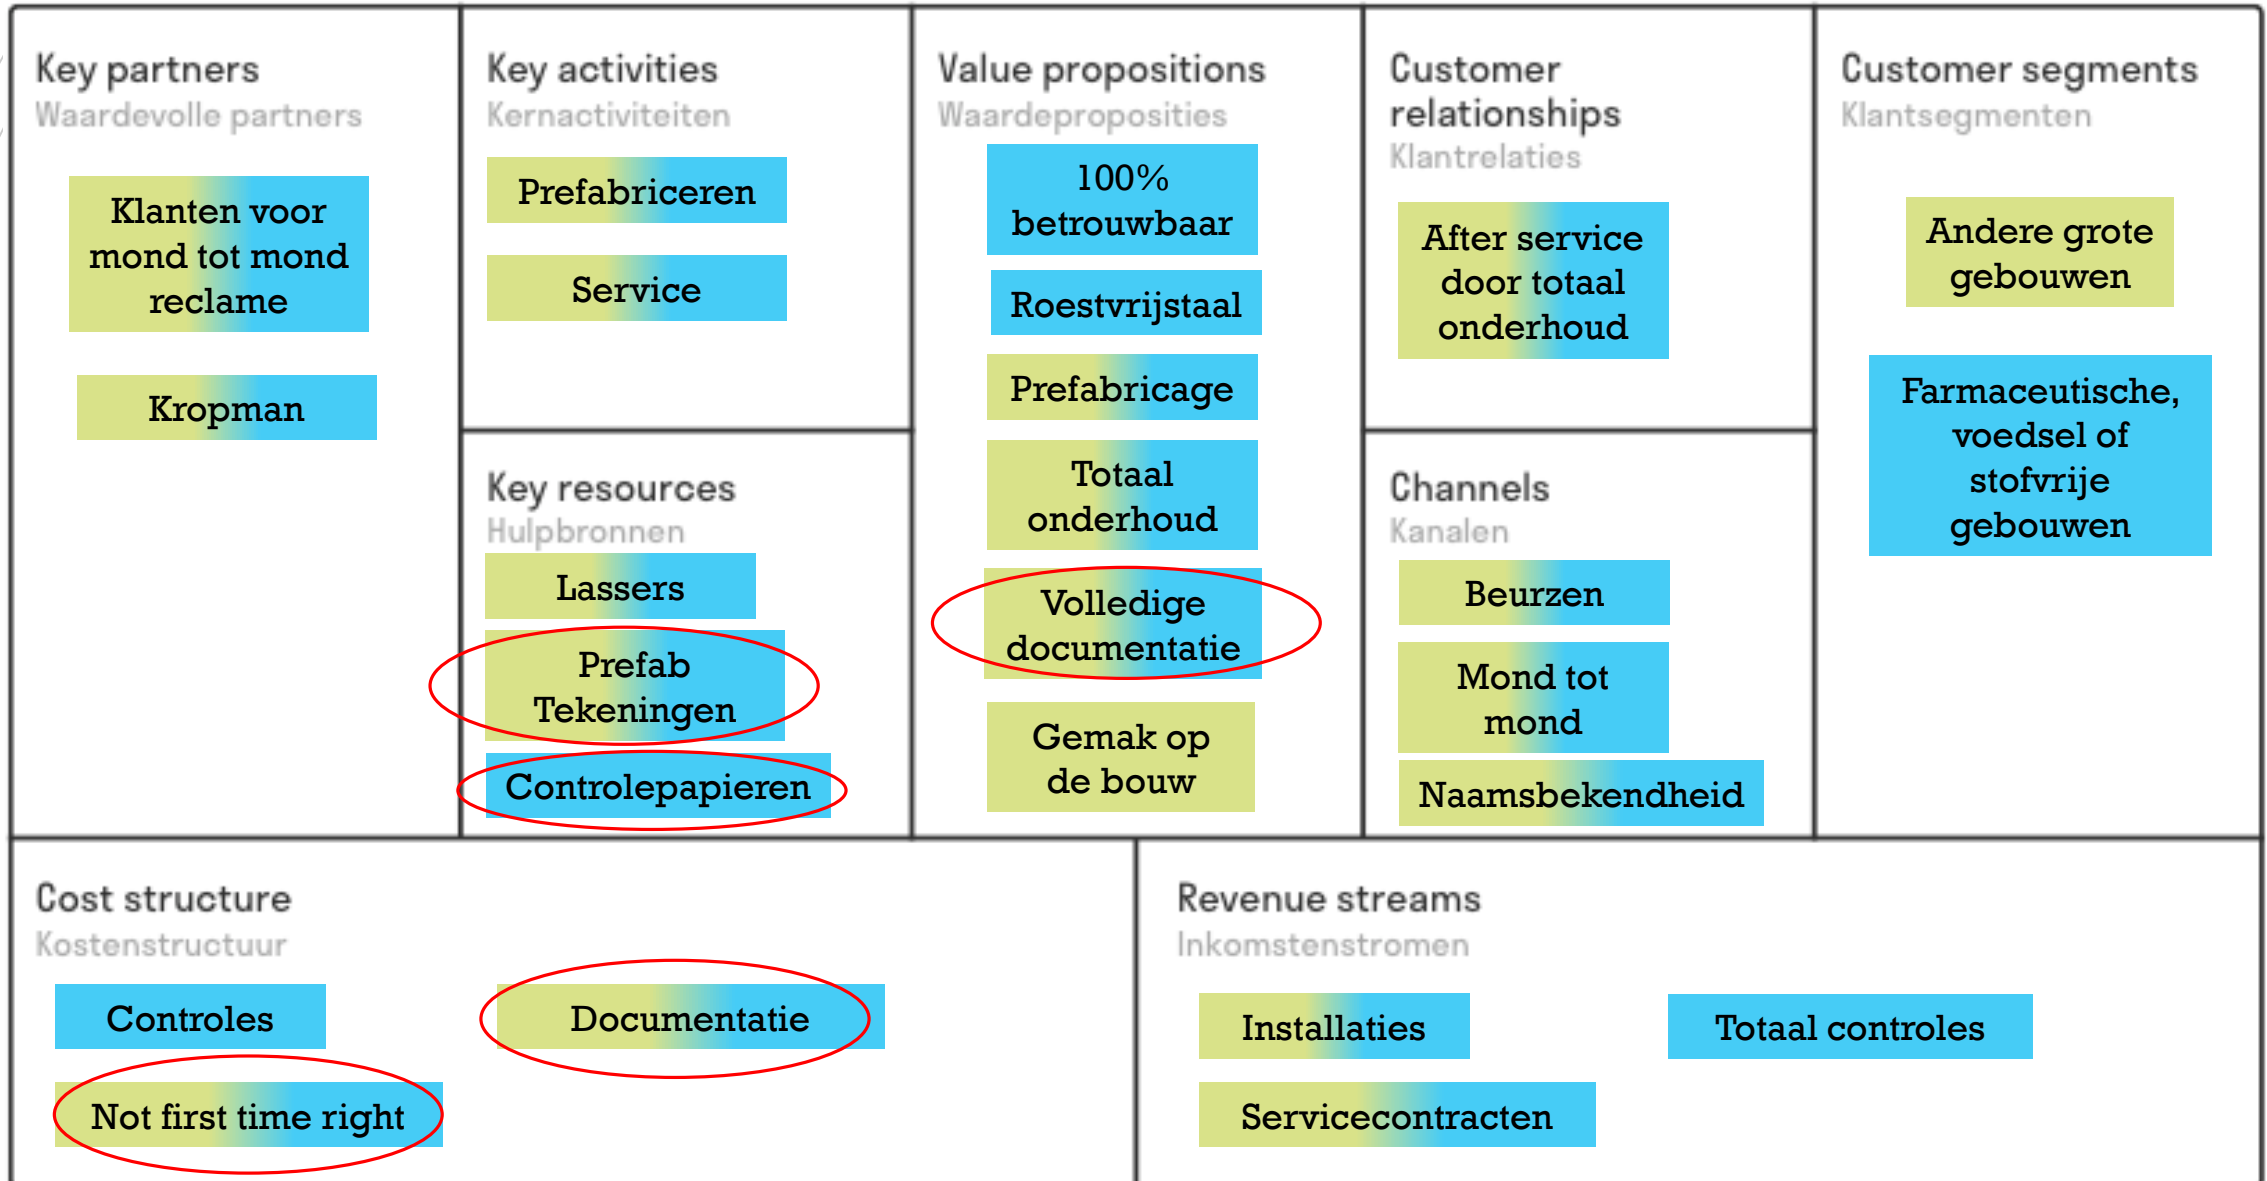 Key partners
Waardevolle partners
Klanten voor
mond tot mond
reclame
Kropman
Key activities
Kernactiviteiten
Prefabriceren
Service
Key resources
Hulpbronnen
Lassers
Prefab
Tekeningen
Controlepapieren
Value propositions
Waardeproposities
100%
betrouwbaar
Roestvrijstaal
Prefabricage
Totaal
onderhoud
Volledige
documentatie
Gemak op
de bouw
Customer
relationships
Klantrelaties
After service
door totaal
onderhoud
Channels
Kanalen
Beurzen
Mond tot
mond
Naamsbekendheid
Customer segments
Klantsegmenten
Andere grote
gebouwen
Farmaceutische,
voedsel of
stofvrije
gebouwen
Cost structure
Kostenstructuur
Controles
Documentatie
Not first time right
Revenue streams
Inkomstenstromen
Installaties
Totaal controles
Servicecontracten